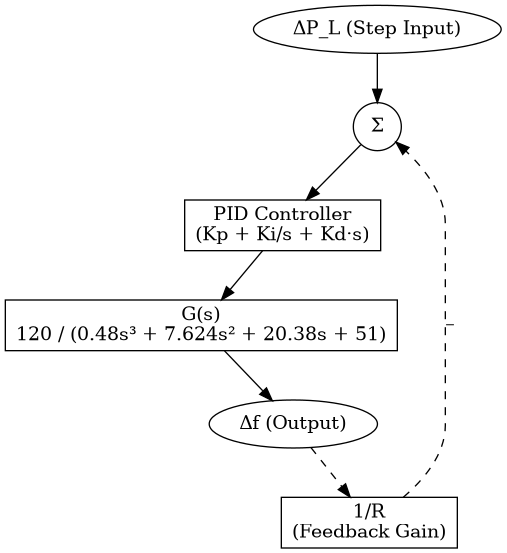 ΔP_L (Step Input)
Σ
PID Controller
(Kp + Ki/s + Kd·s)
G(s)
120 / (0.48s³ + 7.624s² + 20.38s + 51)
–
Δf (Output)
1/R
(Feedback Gain)